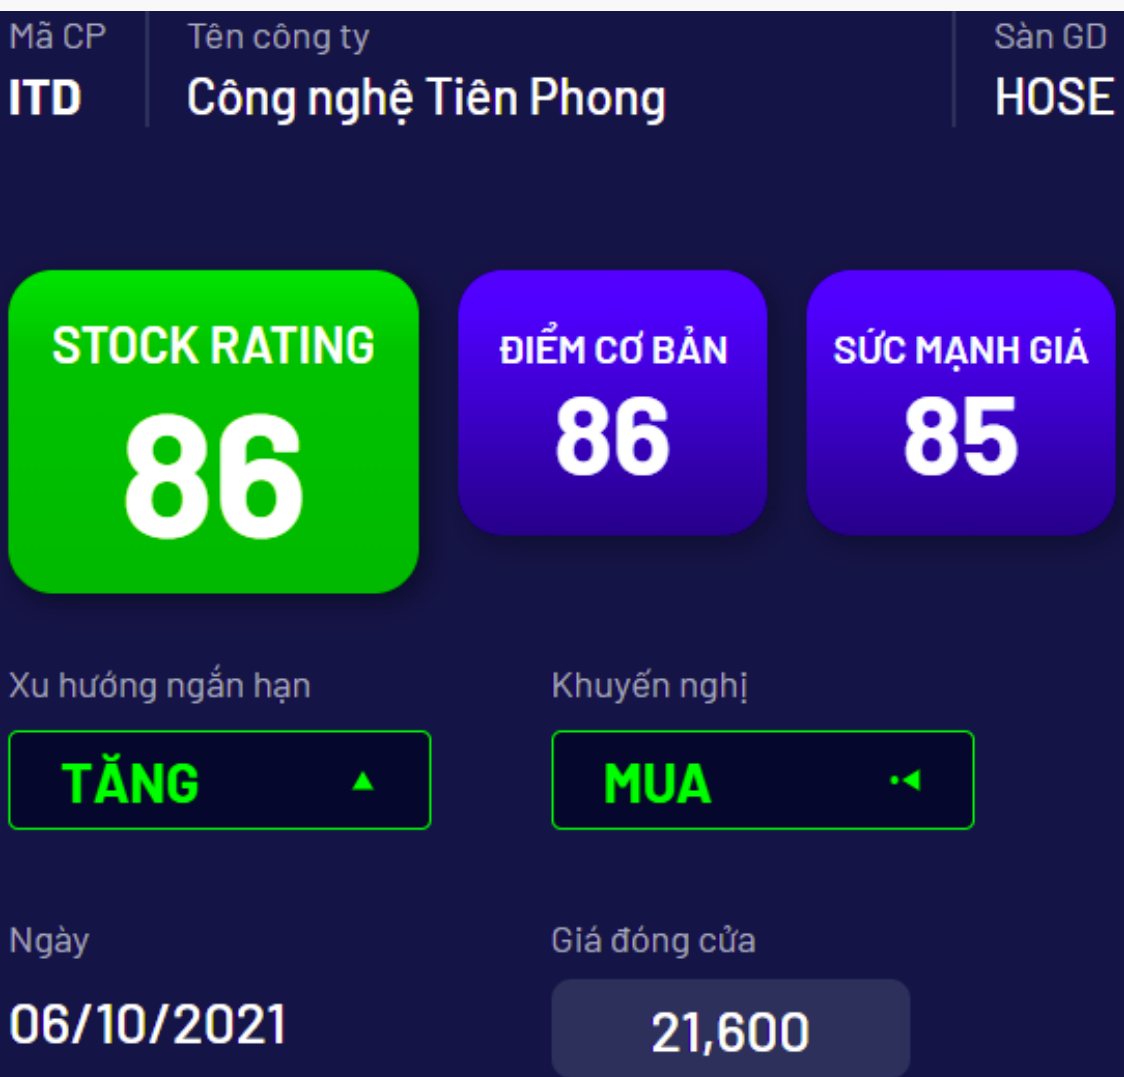 Mã CP Tên công ty Sàn GD
ITD Công nghệ Tiên Phong HOSE
STOCK RATING ĐIỂM CƠ BẢN SỨC MẠNH GIÁ
86 86 85
Xu hướng ngắn hạn Khuyến nghị
TĂNG MUA
Ngày Giá đóng cửa
06/10/2021 21,600